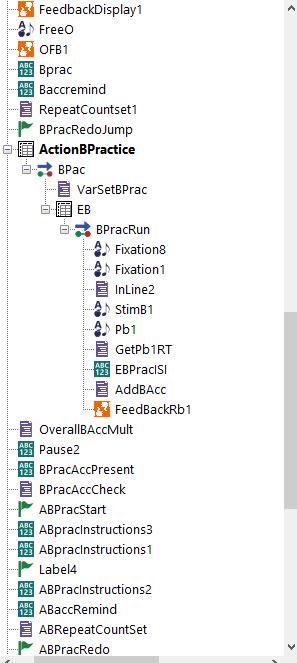 FeedbackDisplay1
FreeO
OFB1
Bprac
Baccremind
RepeatCountset1
BPracRedoJump
ActionBPractice
BPac
VarSetBPrac
EB
BPracRun
Fixation8
Fixation1
InLine2
StimB1
Pb1
GetPb1RT
EBPracISI
AddBAcc
FeedBackRb1
OverallBAccMult
Pause2
BPracAccPresent
BPracAccCheck
ABPracStart
ABpracInstructions3
ABpracInstructions1
Label4
ABPracInstructions2
ABaccRemind
ABRepeatCountSet
ABPracRedo